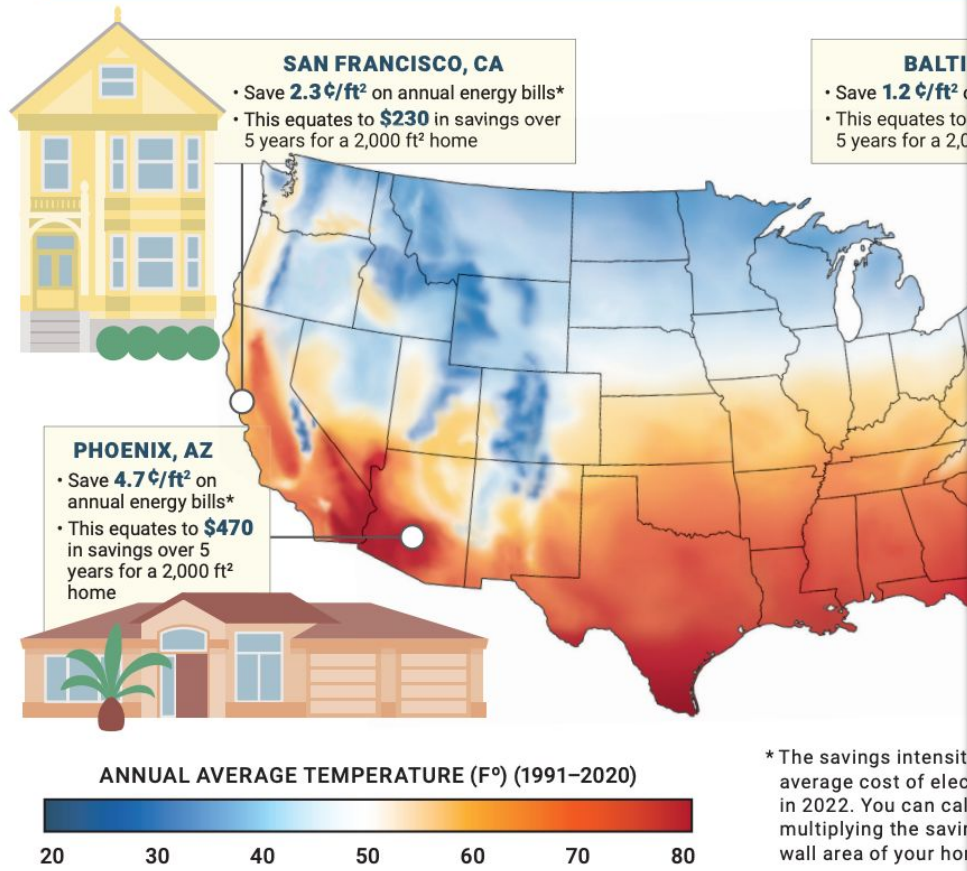 SAN FRANCISCO, CA
• Save 2.3¢/ft² on annual energy bills*
• This equates to $230 in savings over
5 years for a 2,000 ft² home
BALTI
• Save 1.2 ¢/ft²
• This equates to
5 years for a 2,0
PHOENIX, AZ
• Save 4.7¢/ft² on
annual energy bills*
• This equates to $470
in savings over 5
years for a 2,000 ft²
home
ANNUAL AVERAGE TEMPERATURE (Fº) (1991–2020)
20 30 40 50 60 70 80
* The savings intensit
average cost of elec
in 2022. You can cal
multiplying the savin
wall area of your ho